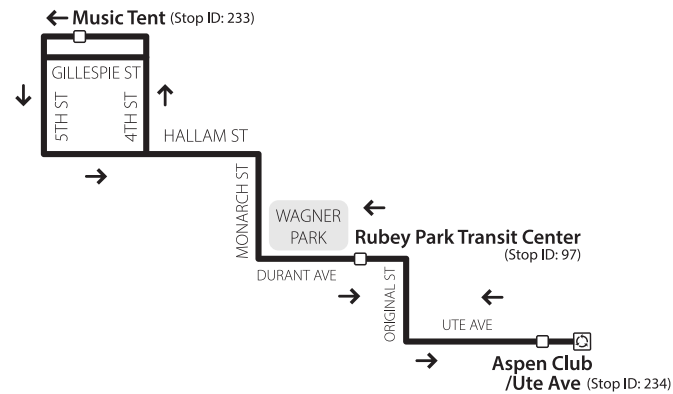 Music Tent (Stop ID: 233)
GILLESPIE ST
5TH ST
4TH ST
HALLAM ST
MONARCH ST
WAGNER
PARK
Rubey Park Transit Center
(Stop ID: 97)
DURANT AVE
ORIGINAL ST
UTE AVE
Aspen Club
/Ute Ave (Stop ID: 234)